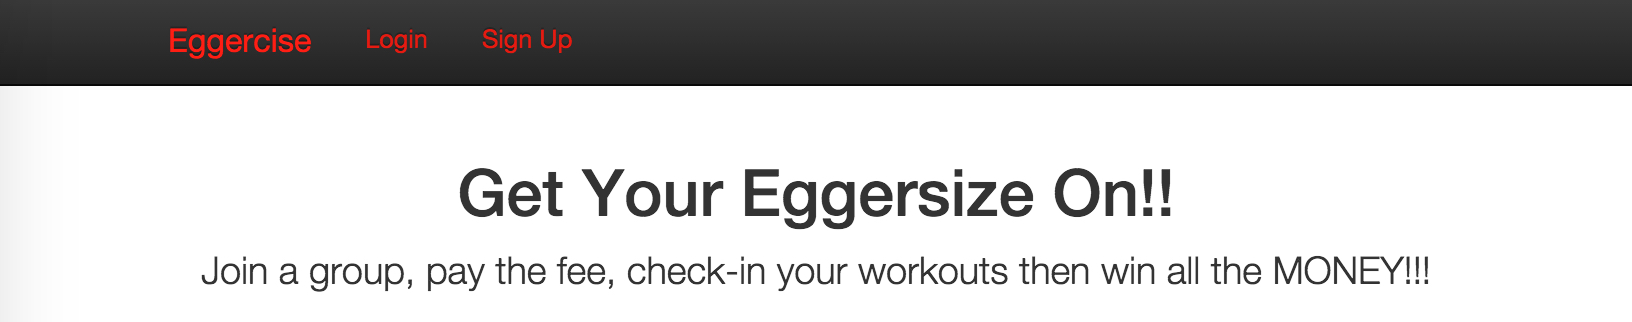 Eggercise Login Sign Up
Get Your Eggersize On!!
Join a group, pay the fee, check-in your workouts then win all the MONEY!!!